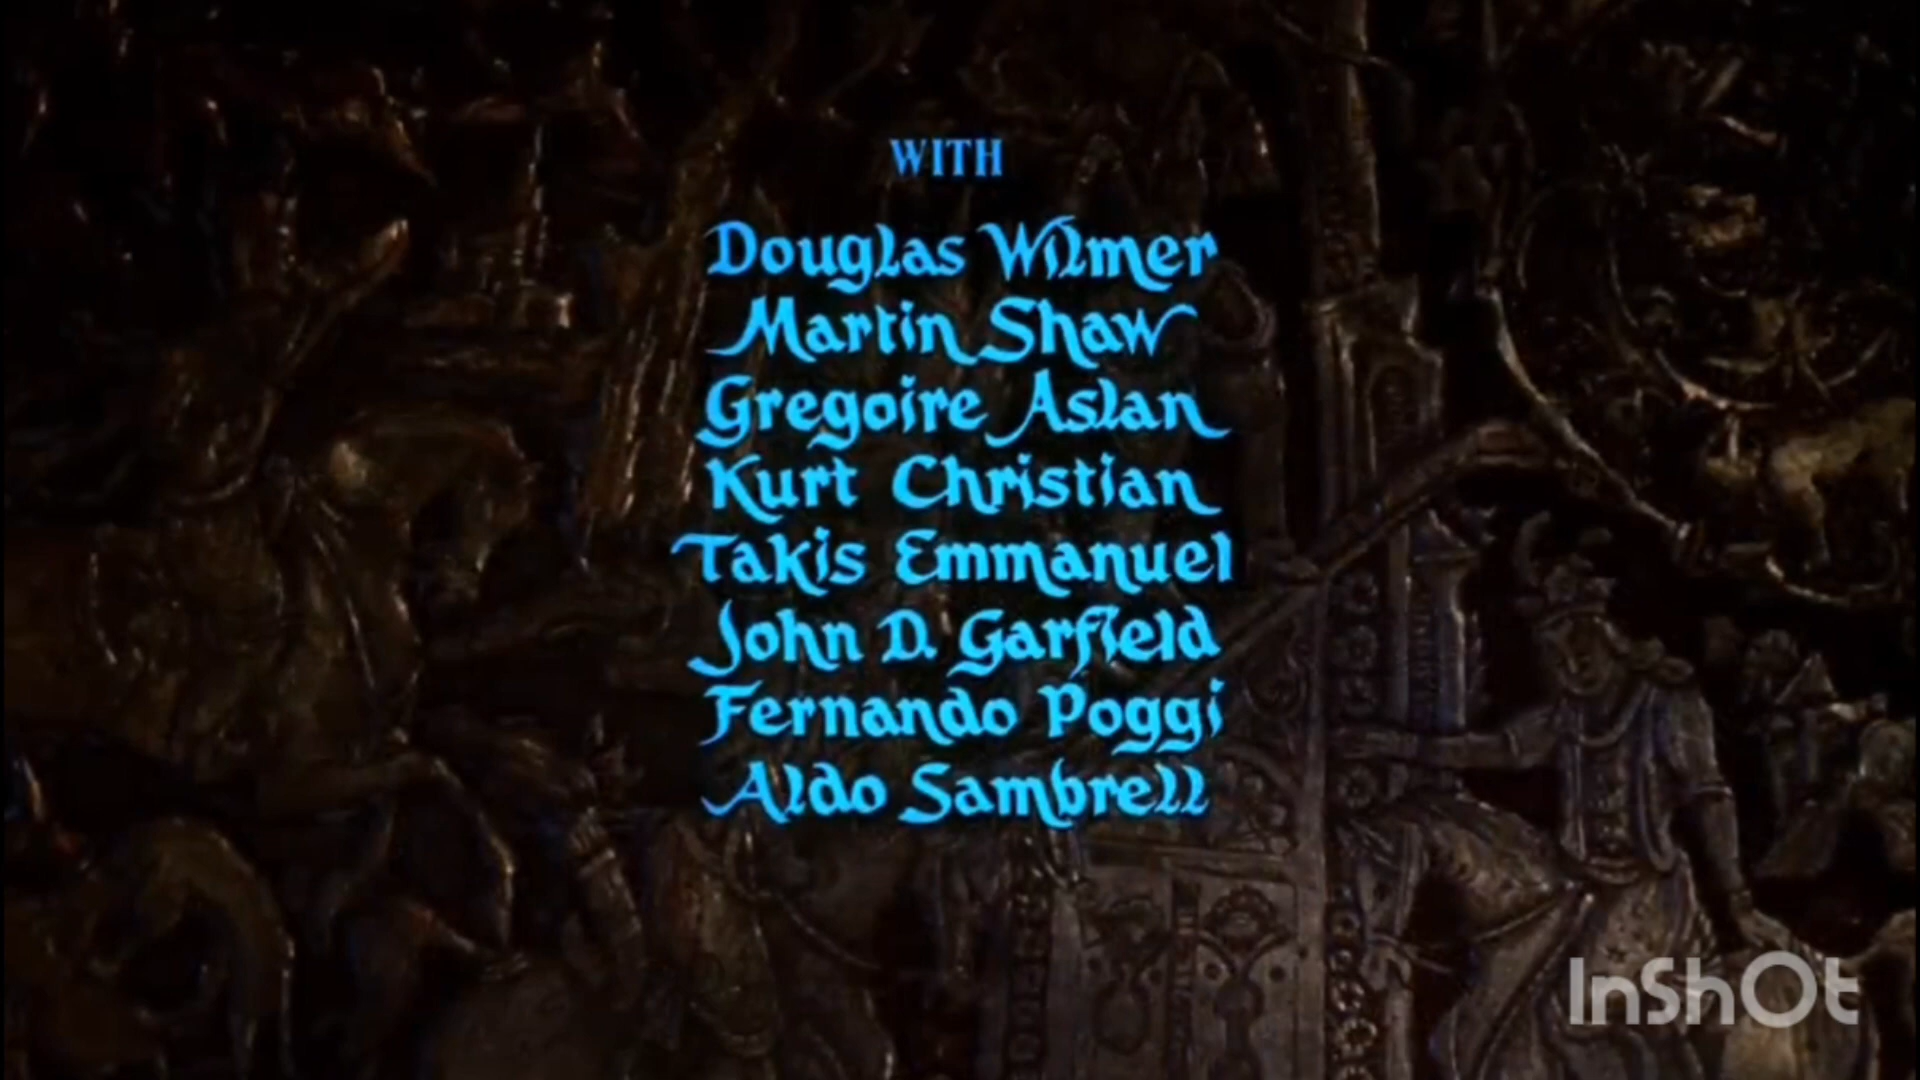 WITH
Douglas Wilmer
Martin Shaw
Gregoire Aslan
Kurt Christian
Takis Emmanuel
John D. Garfield
Fernando Poggi
Aldo Sambrell
InShOt